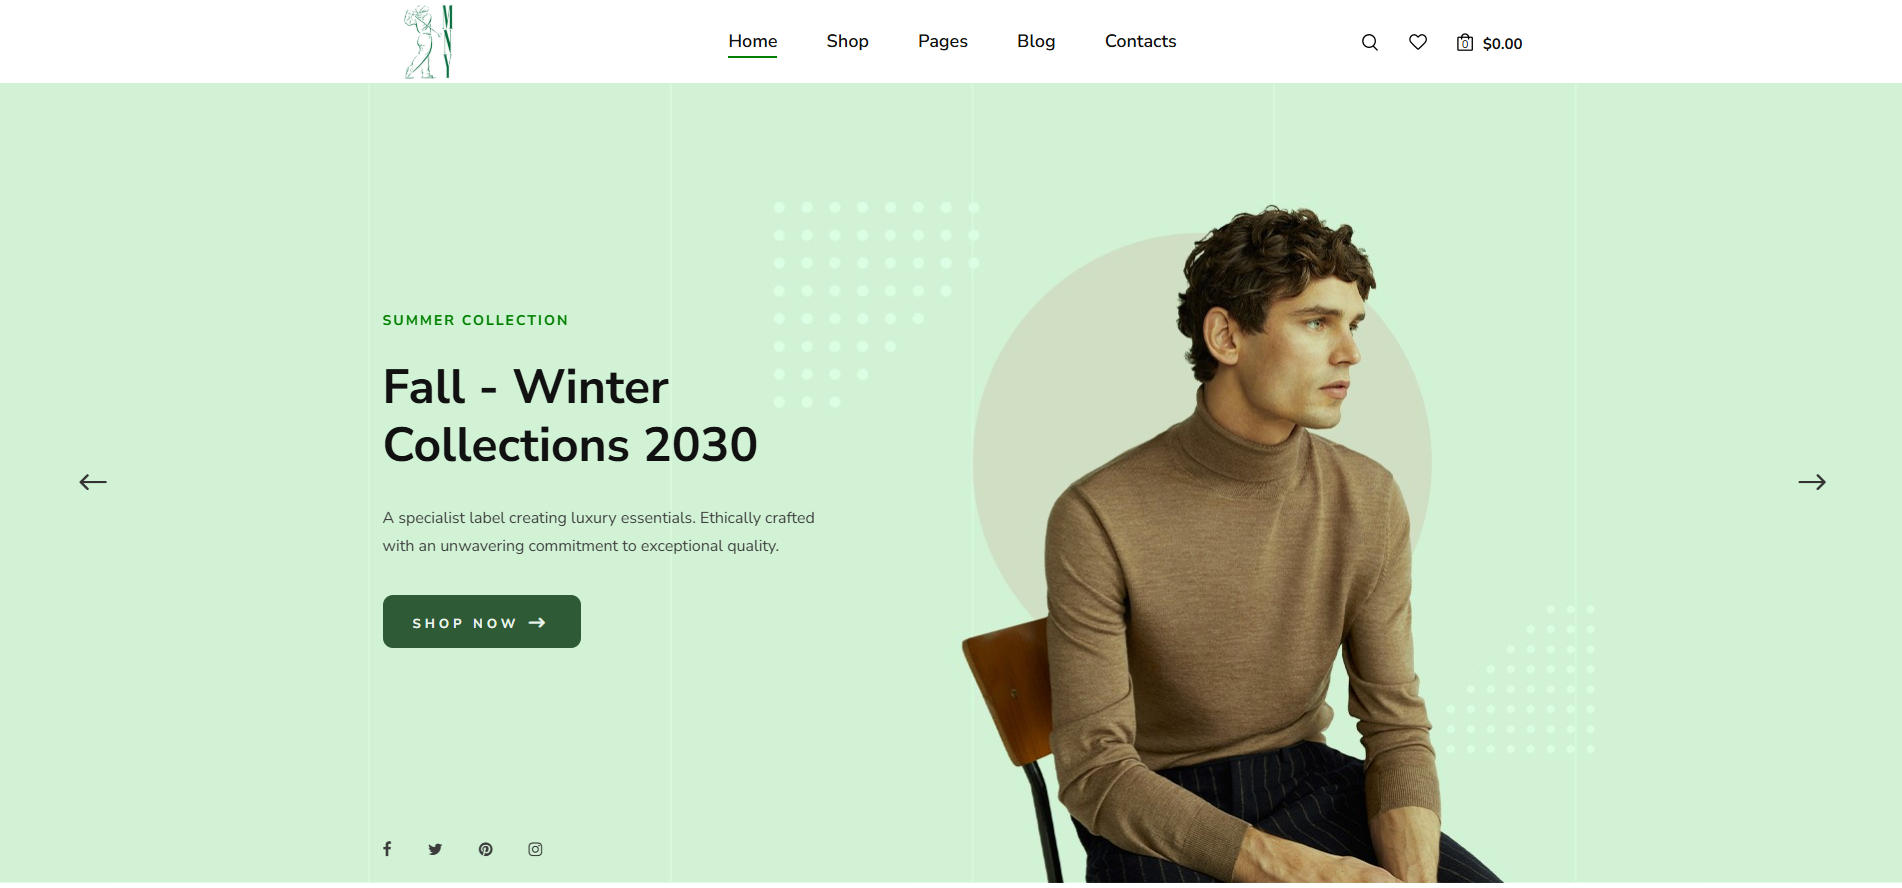 Home Shop Pages Blog Contacts 0 $0.00
SUMMER COLLECTION
Fall - Winter
Collections 2030
A specialist label creating luxury essentials. Ethically crafted
with an unwavering commitment to exceptional quality.
SHOP NOW